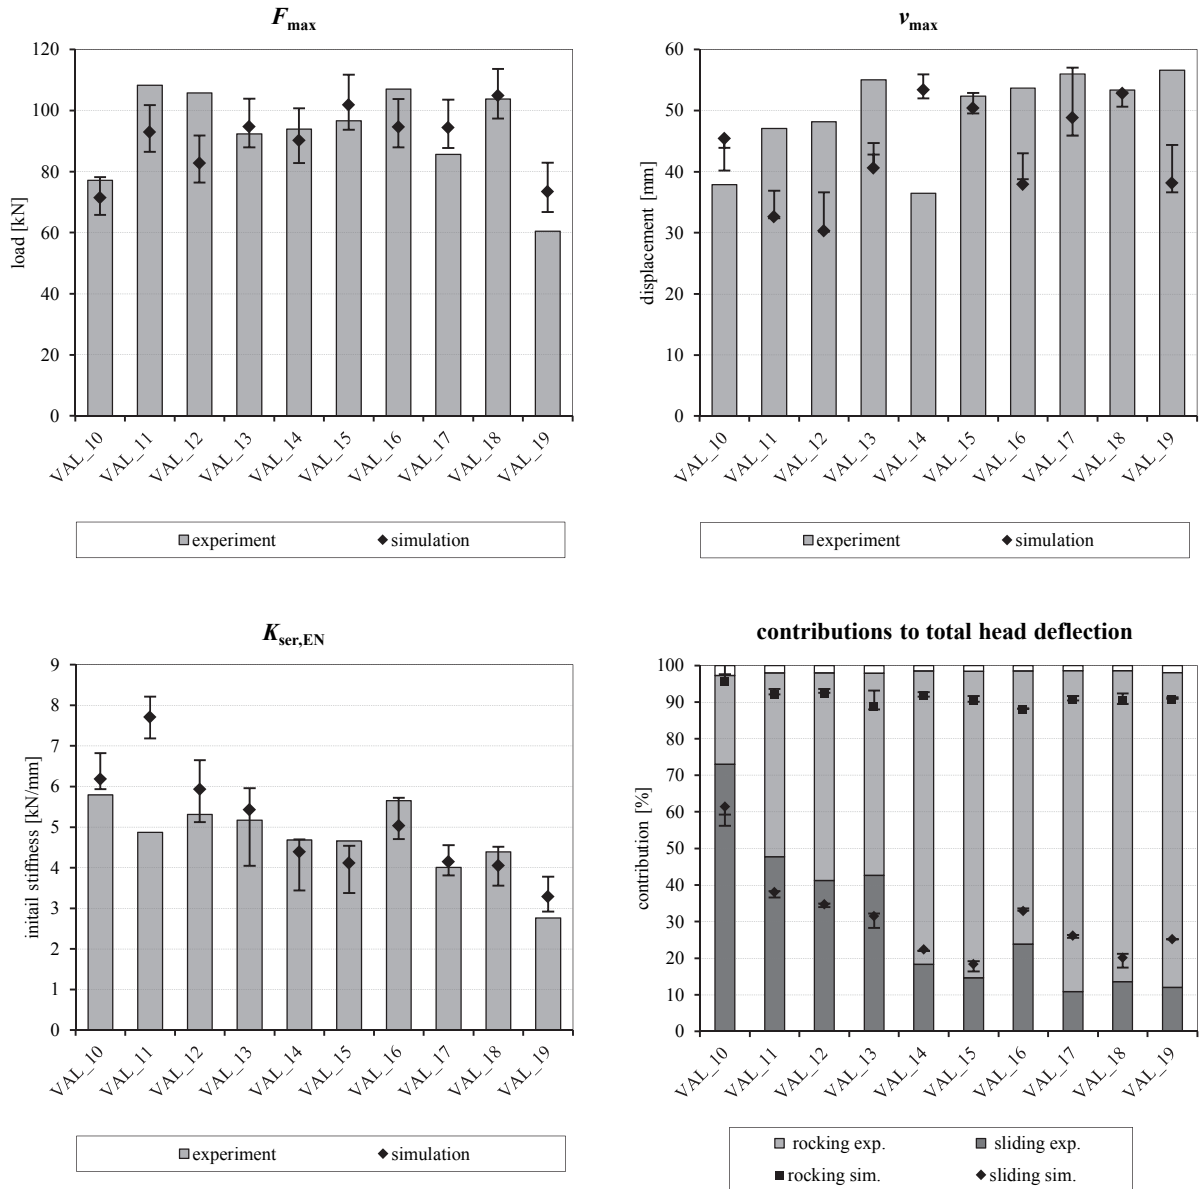 Fmax
120
100
80
60
40
20
0
load [kN]
VAL_10
VAL_11
VAL_12
VAL_13
VAL_14
VAL_15
VAL_16
VAL_17
VAL_18
VAL_19
experiment
simulation
vmax
60
50
40
30
20
10
0
displacement [mm]
VAL_10
VAL_11
VAL_12
VAL_13
VAL_14
VAL_15
VAL_16
VAL_17
VAL_18
VAL_19
experiment
simulation
Kser,EN
9
8
7
6
5
4
3
2
1
0
initail stiffness [kN/mm]
VAL_10
VAL_11
VAL_12
VAL_13
VAL_14
VAL_15
VAL_16
VAL_17
VAL_18
VAL_19
experiment
simulation
contributions to total head deflection
100
90
80
70
60
50
40
30
20
10
0
contribution [%]
VAL_10
VAL_11
VAL_12
VAL_13
VAL_14
VAL_15
VAL_16
VAL_17
VAL_18
VAL_19
rocking exp.
sliding exp.
rocking sim.
sliding sim.